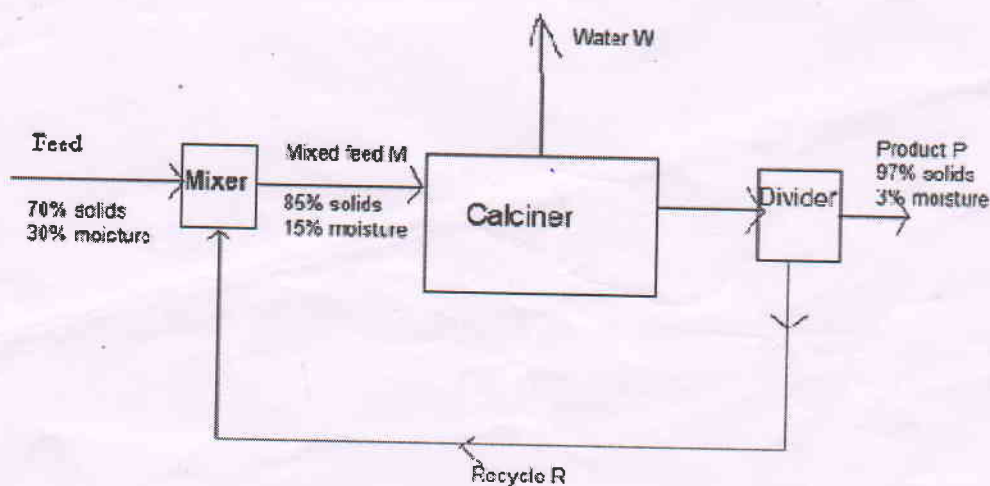 Water W
Feed
Mixer
Mixed feed M
70% solids
30% moisture
85% solids
15% moisture
Calciner
Divider
Product P
97% solids
3% moisture
Recycle R